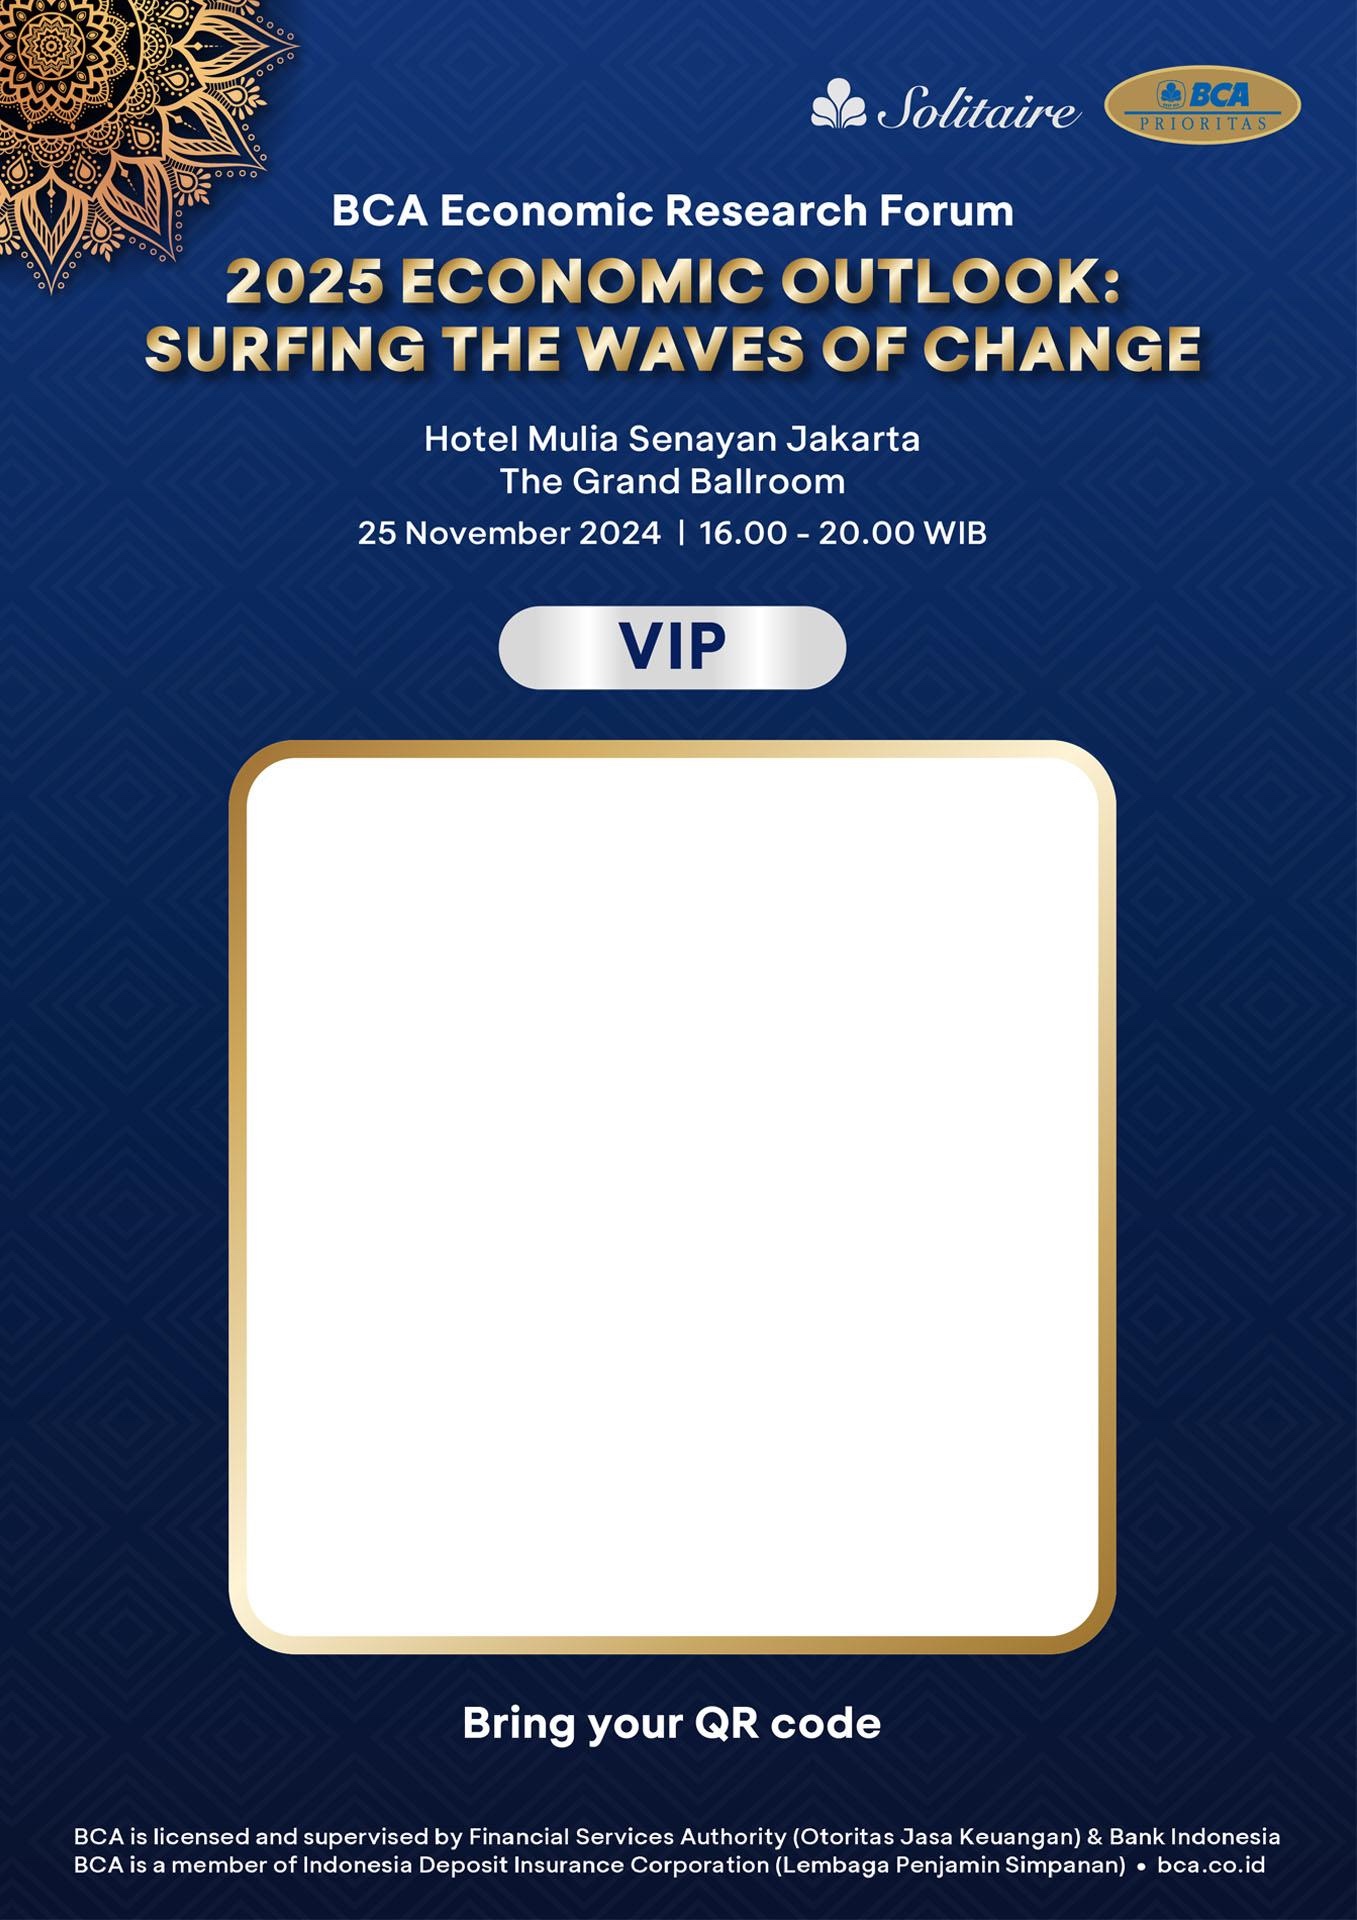 Solitaire
BCA
PRIORITAS
BCA Economic Research Forum
2025 ECONOMIC OUTLOOK:
SURFING THE WAVES OF CHANGE
Hotel Mulia Senayan Jakarta
The Grand Ballroom
25 November 2024 | 16.00 - 20.00 WIB
VIP
Bring your QR code
BCA is licensed and supervised by Financial Services Authority (Otoritas Jasa Keuangan) & Bank Indonesia
BCA is a member of Indonesia Deposit Insurance Corporation (Lembaga Penjamin Simpanan) • bca.co.id